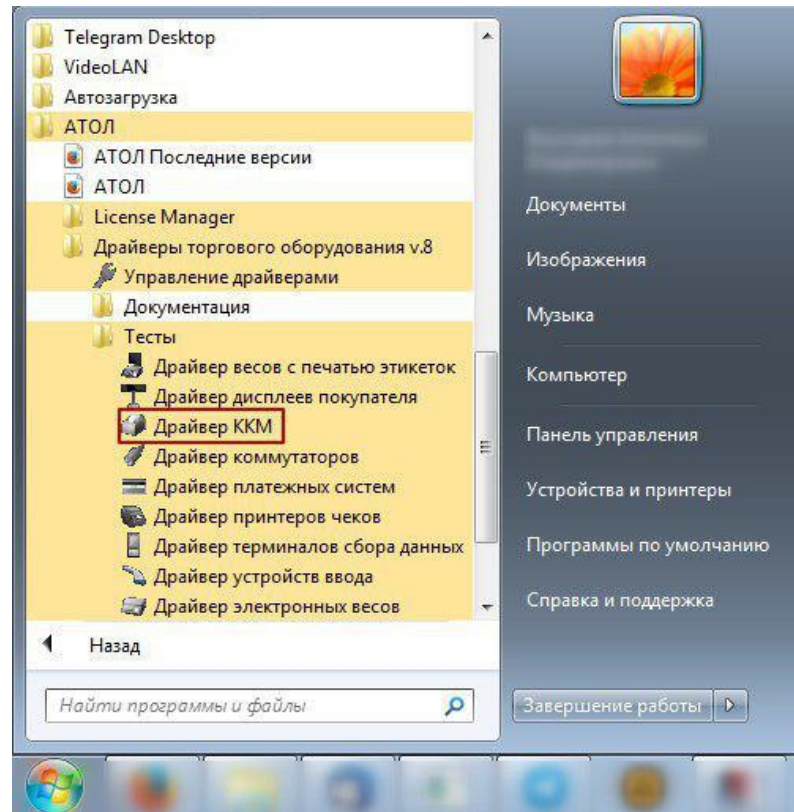 Telegram Desktop
VideoLAN
Автозагрузка
АТОЛ
АТОЛ Последние версии
АТОЛ
License Manager
Драйверы торгового оборудования v.8
Управление драйверами
Документация
Тесты
Драйвер весов с печатью этикеток
Драйвер дисплеев покупателя
Драйвер ККМ
Драйвер коммутаторов
Драйвер платежных систем
Драйвер принтеров чеков
Драйвер терминалов сбора данных
Драйвер устройств ввода
Драйвер электронных весов
Назад
Найти программы и файлы
Документы
Изображения
Музыка
Компьютер
Панель управления
Устройства и принтеры
Программы по умолчанию
Справка и поддержка
Завершение работы